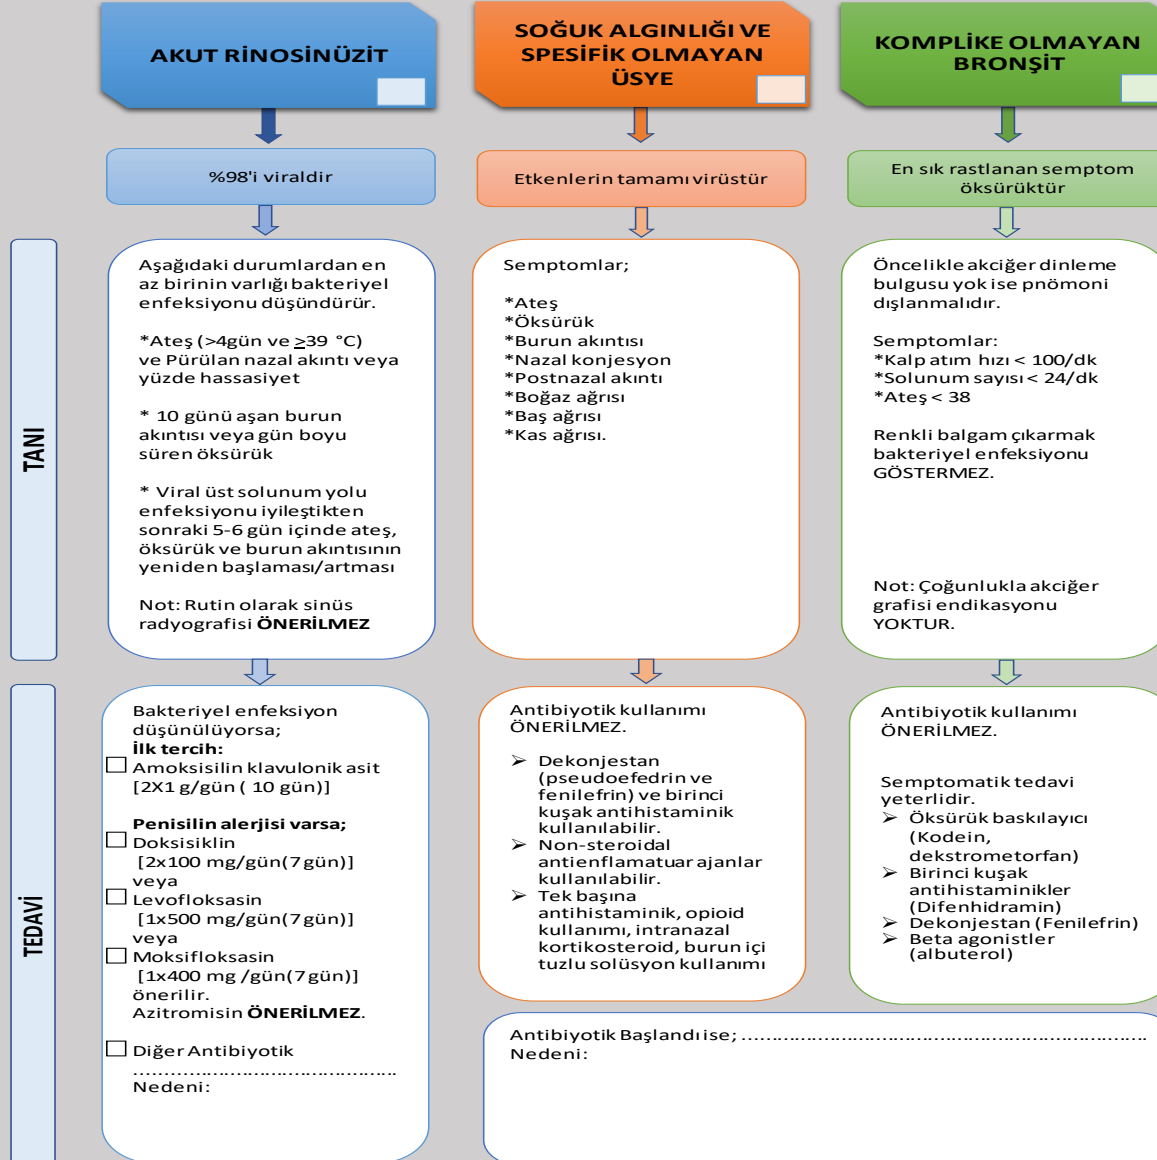 AKUT RİNOSİNÜZİT
%98'i viraldir
Aşağıdaki durumlardan en
az birinin varlığı bakteriyel
enfeksiyonu düşündürür.
*Ateş (>4gün ve ≥39 °C)
ve Pürülan nazal akıntı veya
yüzde hassasiyet
* 10 günü aşan burun
akıntısı veya gün boyu
süren öksürük
* Viral üst solunum yolu
enfeksiyonu iyileştikten
sonraki 5-6 gün içinde ateş,
öksürük ve burun akıntısının
yeniden başlaması/artması
Not: Rutin olarak sinüs
radyografisi ÖNERİLMEZ
Bakteriyel enfeksiyon
düşünülüyorsa;
İlk tercih:
Amoksisilin klavulonik asit
[2X1 g/gün ( 10 gün)]
Penisilin alerjisi varsa;
Doksisiklin
[2x100 mg/gün(7 gün)]
veya
Levofloksasin
[1x500 mg/gün(7 gün)]
veya
Moksifloksasin
[1x400 mg /gün(7 gün)]
önerilir.
Azitromisin ÖNERİLMEZ.
Diğer Antibiyotik
................................................
Nedeni:
SOĞUK ALGINLIĞI VE
SPESİFİK OLMAYAN
ÜSYE
Etkenlerin tamamı virüstür
Semptomlar;
*Ateş
*Öksürük
*Burun akıntısı
*Nazal konjesyon
*Postnazal akıntı
*Boğaz ağrısı
*Baş ağrısı
*Kas ağrısı.
Antibiyotik kullanımı
ÖNERİLMEZ.
➢ Dekonjestan
(pseudoefedrin ve
fenilefrin) ve birinci
kuşak antihistaminik
kullanılabilir.
➢ Non-steroidal
antienflamatuar ajanlar
kullanılabilir.
➢ Tek başına
antihistaminik, opioid
kullanımı, intranazal
kortikosteroid, burun içi
tuzlu solüsyon kullanımı
KOMPLİKE OLMAYAN
BRONŞİT
En sık rastlanan semptom
öksürüktür
Öncelikle akciğer dinleme
bulgusu yok ise pnömoni
dışlanmalıdır.
Semptomlar:
*Kalp atım hızı < 100/dk
*Solunum sayısı < 24/dk
*Ateş < 38
Renkli balgam çıkarmak
bakteriyel enfeksiyonu
GÖSTERMEZ.
Not: Çoğunlukla akciğer
grafisi endikasyonu
YOKTUR.
Antibiyotik kullanımı
ÖNERİLMEZ.
Semptomatik tedavi
yeterlidir.
➢ Öksürük baskılayıcı
(Kodein,
dekstrometorfan)
➢ Birinci kuşak
antihistaminikler
(Difenhidramin)
➢ Dekonjestan (Fenilefrin)
➢ Beta agonistler
(albuterol)
Antibiyotik Başlandı ise; ........................................................................
Nedeni:
TANI
TEDAVİ